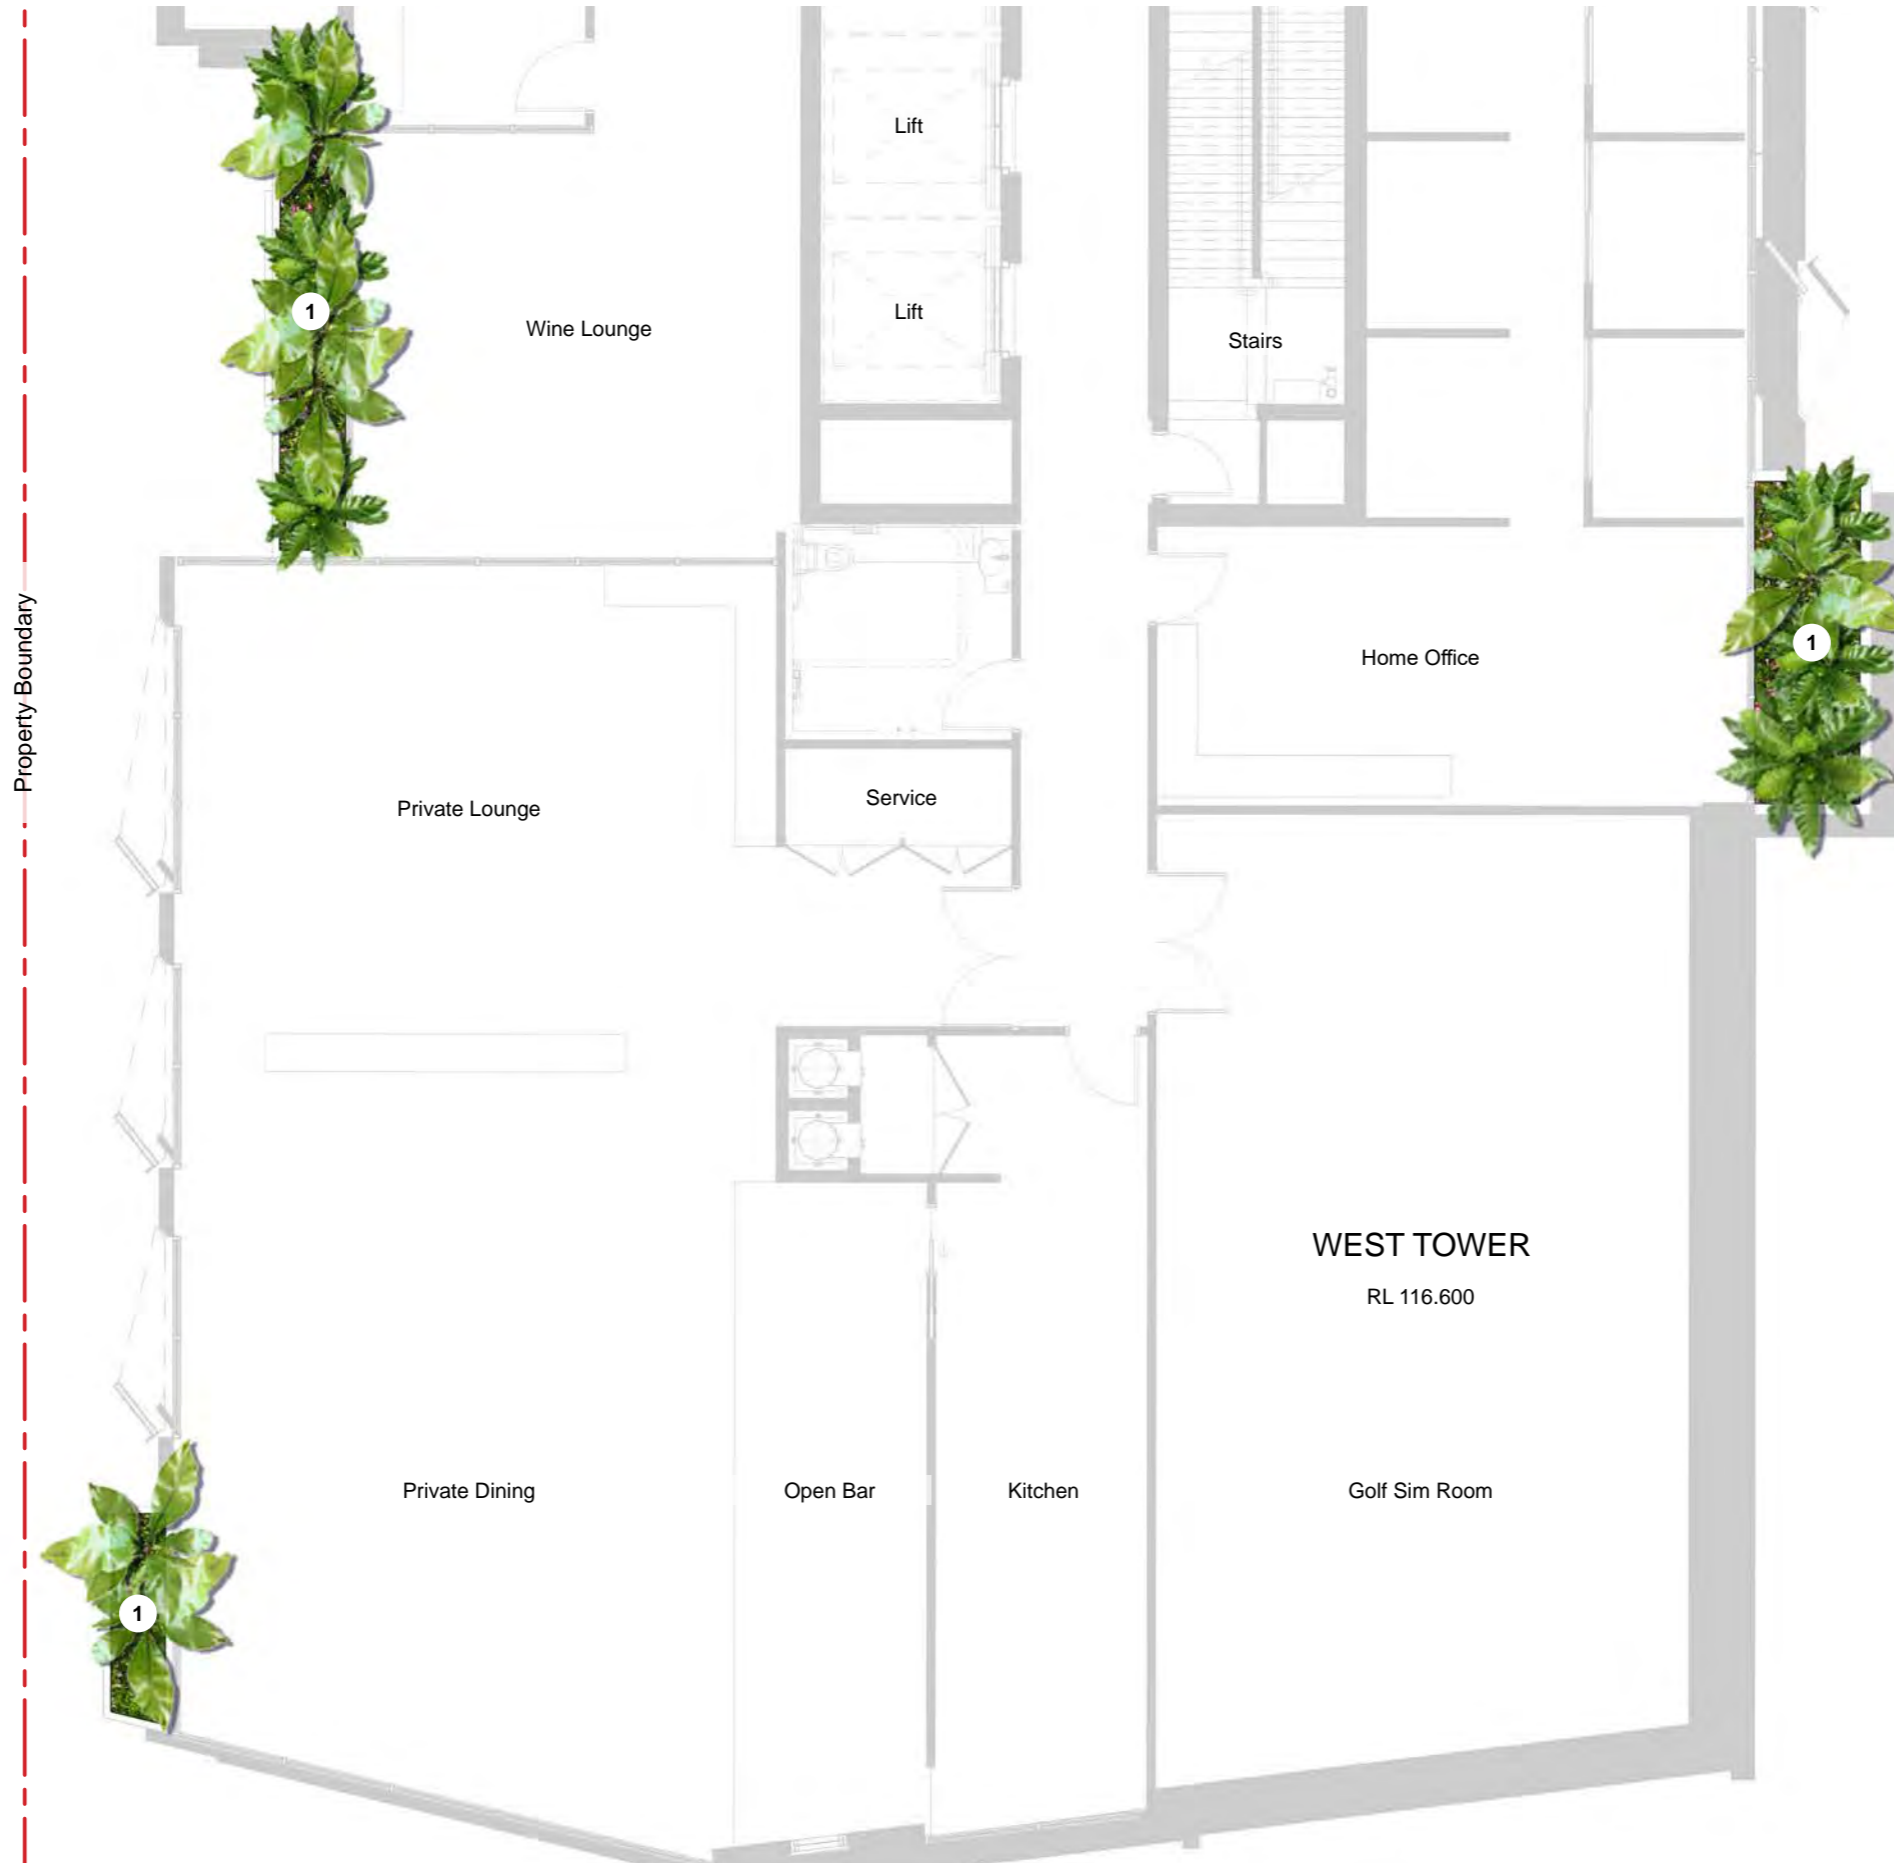 Lift
Lift
1
Wine Lounge
Stairs
Property Boundary
1
Home Office
Service
Private Lounge
WEST TOWER
RL 116.600
Private Dining
Open Bar
Kitchen
Golf Sim Room
1